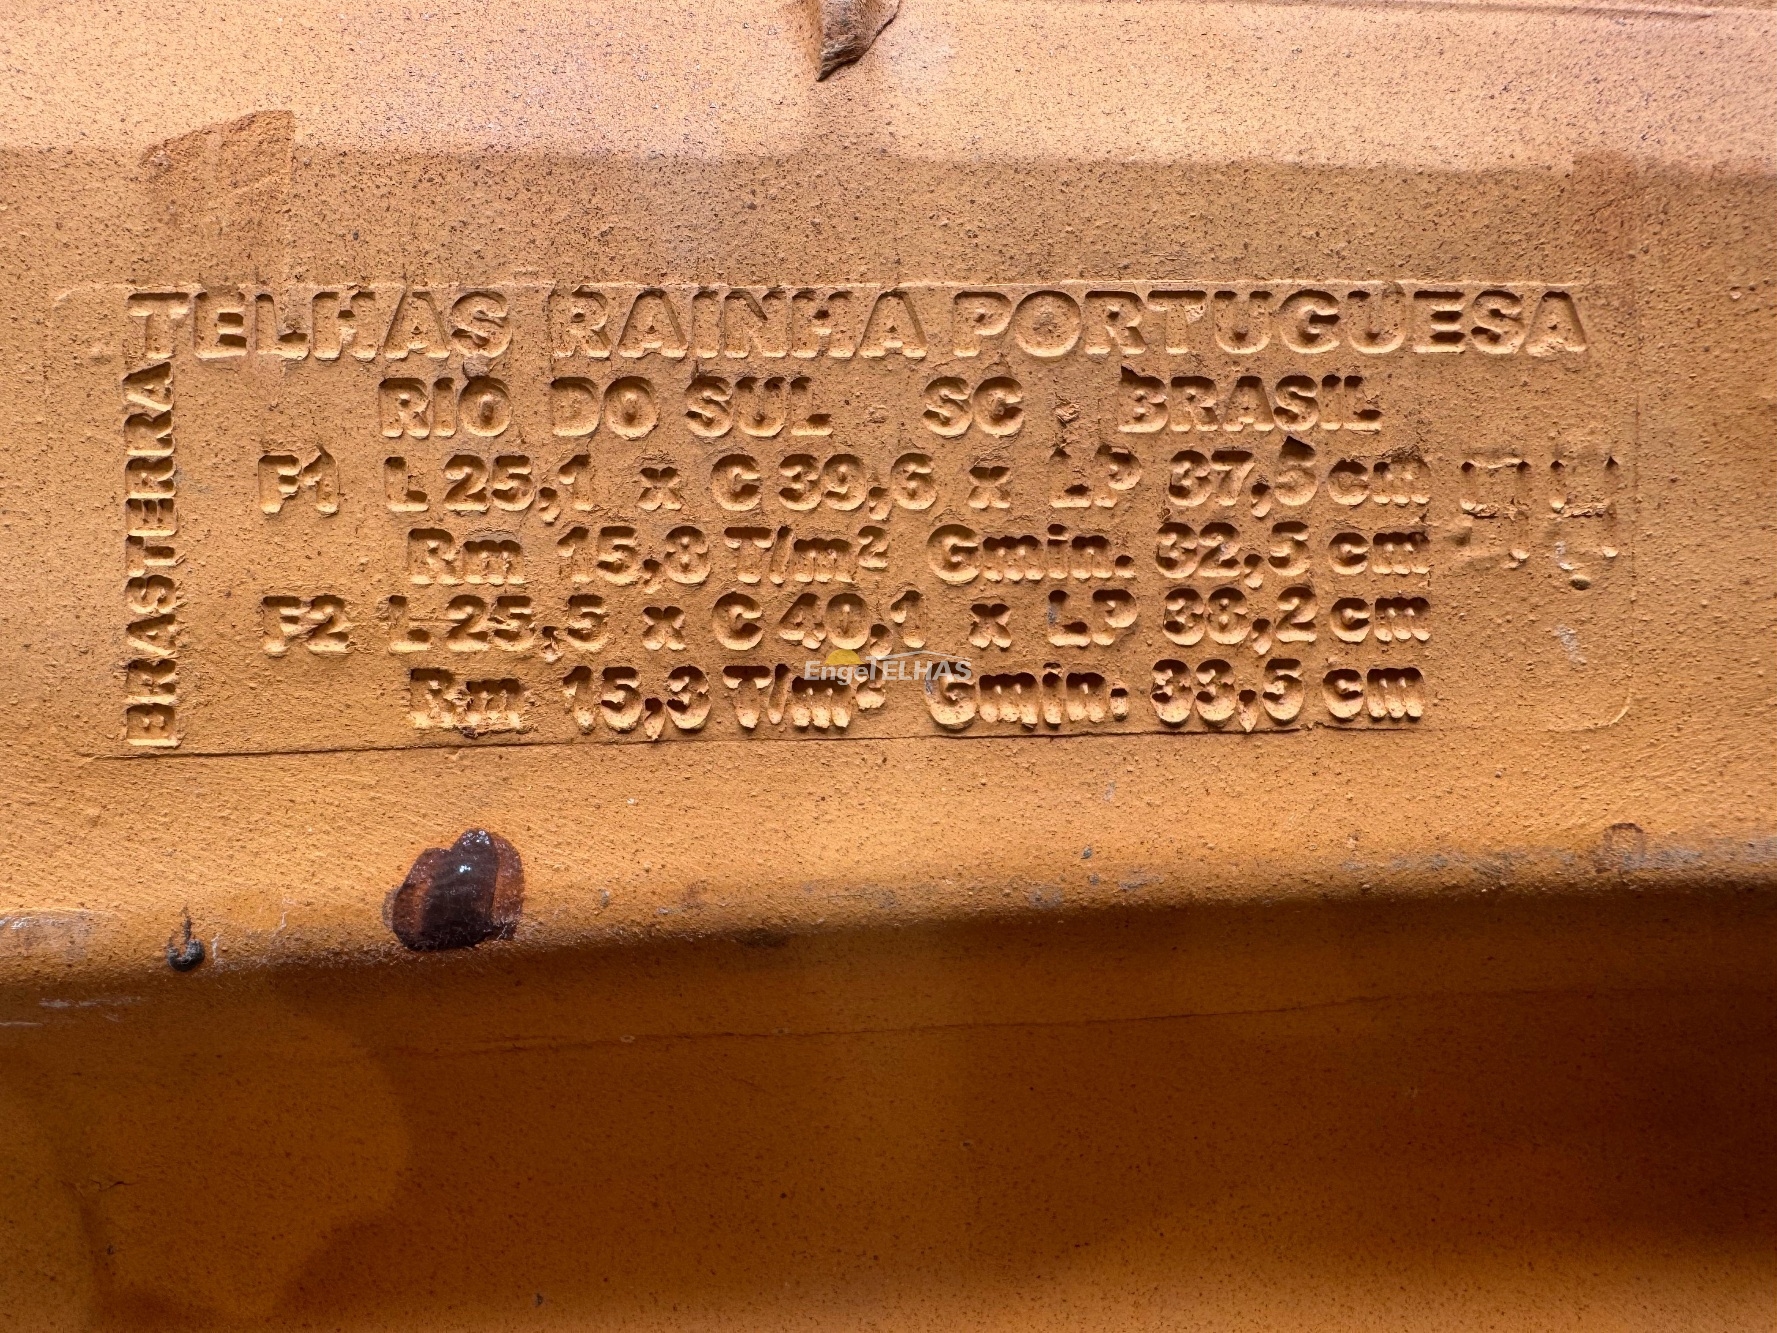 TELHAS RAINHA PORTUGUESA
RIO DO SUL - SC - BRASIL
F1 L 25,1 x C 39,6 x LP 37,5 cm
Rm 15,8 T/m² Gmin. 32,5 cm
F2 L 25,5 x C 40,1 x LP 38,2 cm
Rm 15,3 T/m² Gmin. 33,5 cm
BRASTERRA
EngelTELHAS